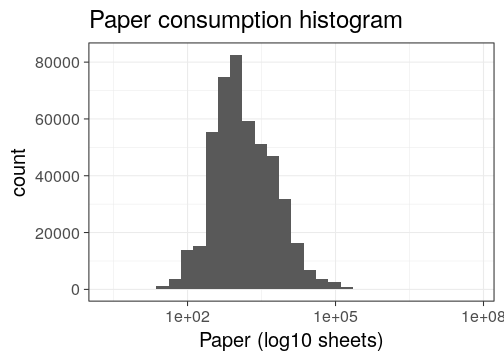 Paper consumption histogram
80000
60000
40000
20000
0
count
1e+02 1e+05 1e+08
Paper (log10 sheets)